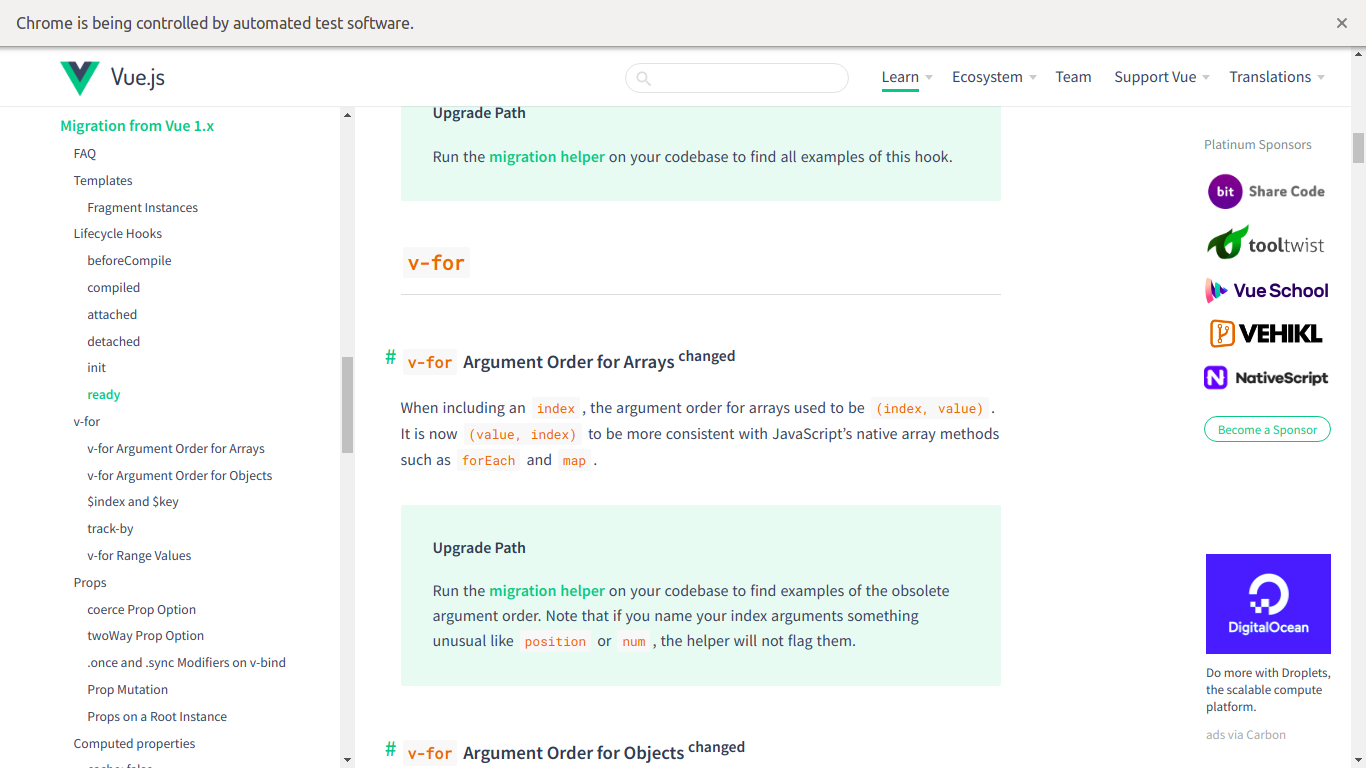 Chrome is being controlled by automated test software.
Vue.js
Learn
Ecosystem
Team
Support Vue
Translations
Migration from Vue 1.x
FAQ
Templates
Fragment Instances
Lifecycle Hooks
beforeCompile
compiled
attached
detached
init
ready
v-for
v-for Argument Order for Arrays
v-for Argument Order for Objects
$index and $key
track-by
v-for Range Values
Props
coerce Prop Option
twoWay Prop Option
.once and .sync Modifiers on v-bind
Prop Mutation
Props on a Root Instance
Computed properties
cache: false
Upgrade Path
Run the migration helper on your codebase to find all examples of this hook.
v-for
# v-for Argument Order for Arrays changed
When including an index , the argument order for arrays used to be (index, value) .
It is now (value, index) to be more consistent with JavaScript’s native array methods
such as forEach and map .
Upgrade Path
Run the migration helper on your codebase to find examples of the obsolete
argument order. Note that if you name your index arguments something
unusual like position or num , the helper will not flag them.
# v-for Argument Order for Objects changed
Platinum Sponsors
bit Share Code
tooltwist
Vue School
VEHIKL
N NativeScript
Become a Sponsor
DigitalOcean
Do more with Droplets,
the scalable compute
platform.
ads via Carbon